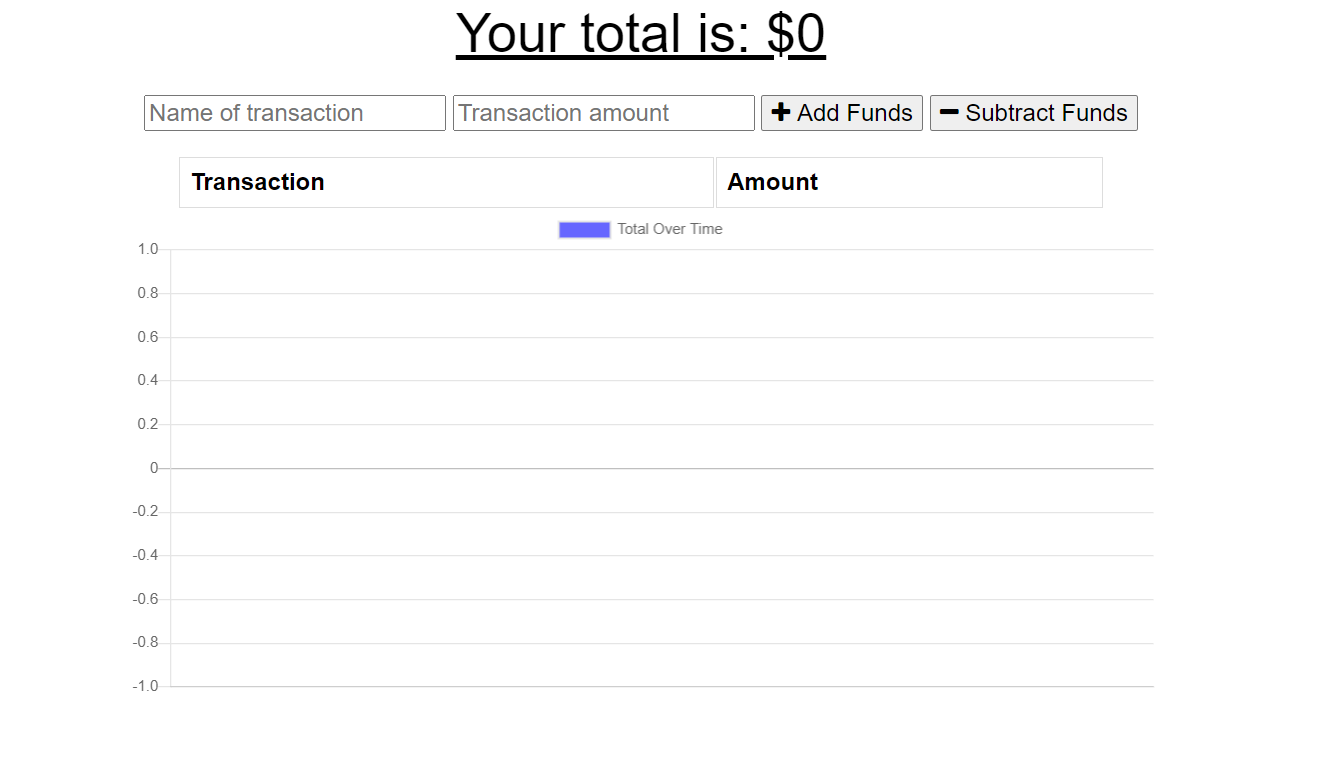 Your total is: $0
Name of transaction Transaction amount Add Funds Subtract Funds
Transaction Amount
Total Over Time
1.0
0.8
0.6
0.4
0.2
0
-0.2
-0.4
-0.6
-0.8
-1.0